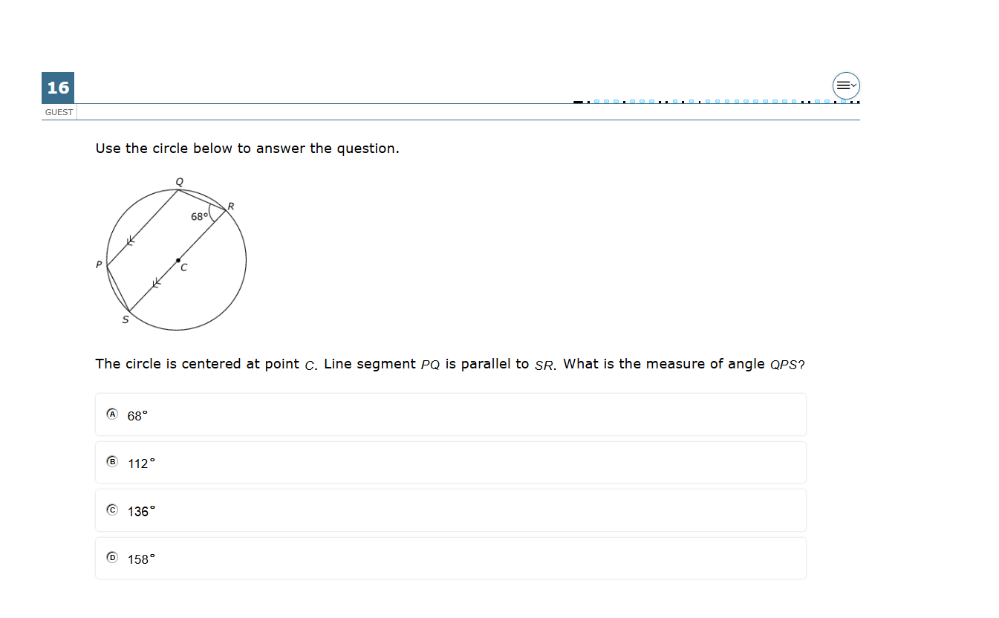 16
GUEST
Use the circle below to answer the question.
Q
R
68°
P
C
S
The circle is centered at point C. Line segment PQ is parallel to SR. What is the measure of angle QPS?
A 68°
B 112°
C 136°
D 158°